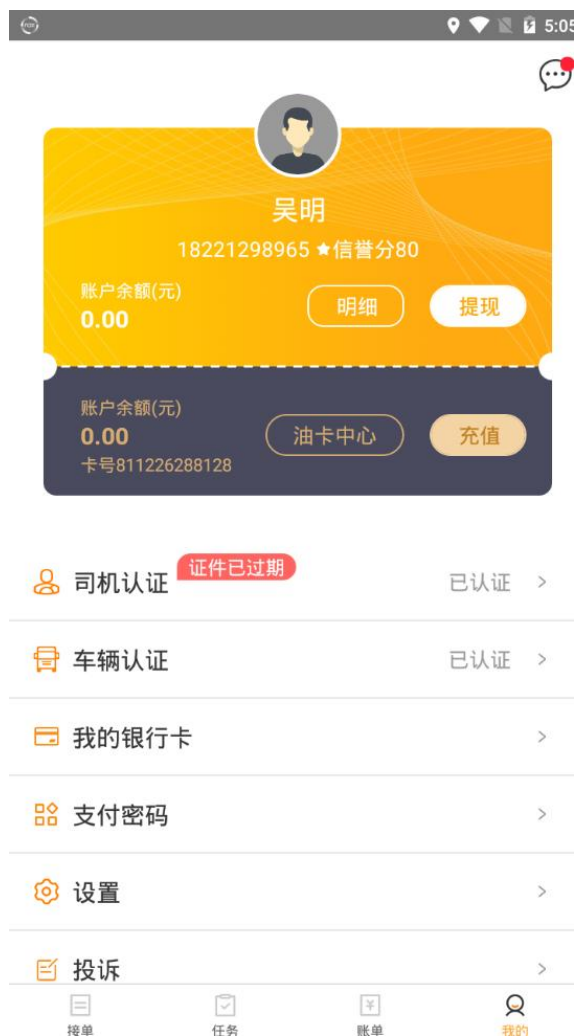 5:05
吴明
18221298965 ★信誉分80
账户余额(元)
0.00
明细
提现
账户余额(元)
0.00
卡号811226288128
油卡中心
充值
司机认证
证件已过期
已认证
车辆认证
已认证
我的银行卡
支付密码
设置
投诉
接单
任务
账单
我的